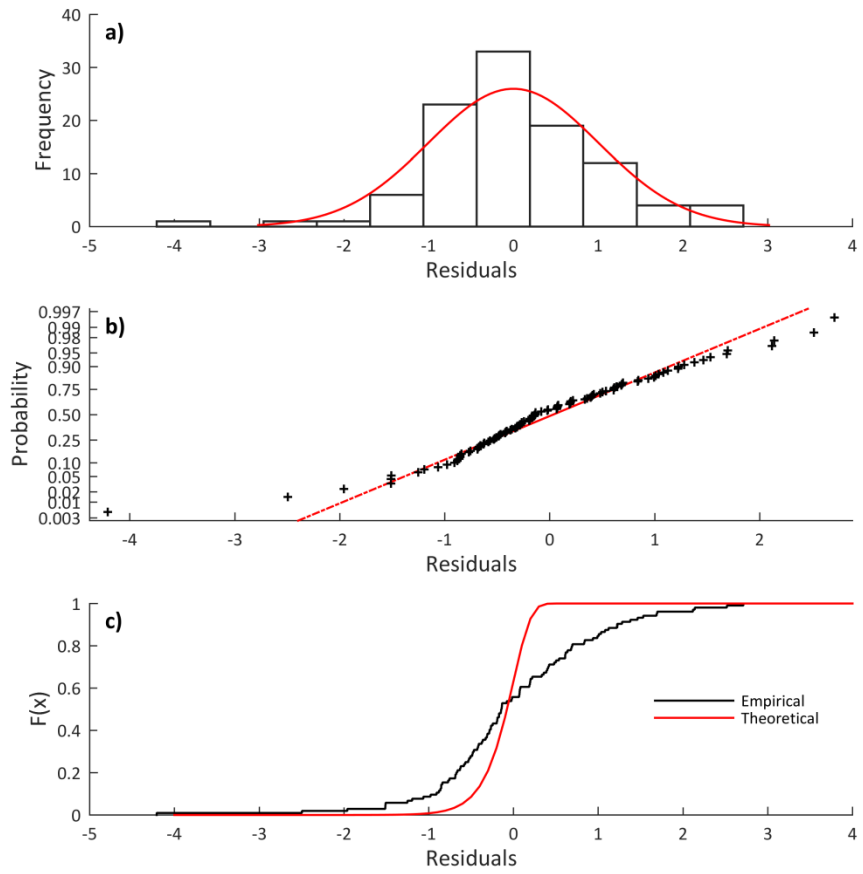 a)
Frequency
40
30
20
10
0
-5 -4 -3 -2 -1 0 1 2 3 4
Residuals
b)
Probability
0.997
0.99
0.98
0.95
0.90
0.75
0.50
0.25
0.10
0.05
0.02
0.01
0.003
-4 -3 -2 -1 0 1 2
Residuals
c)
F(x)
1
0.8
0.6
0.4
0.2
0
Empirical
Theoretical
-5 -4 -3 -2 -1 0 1 2 3 4
Residuals